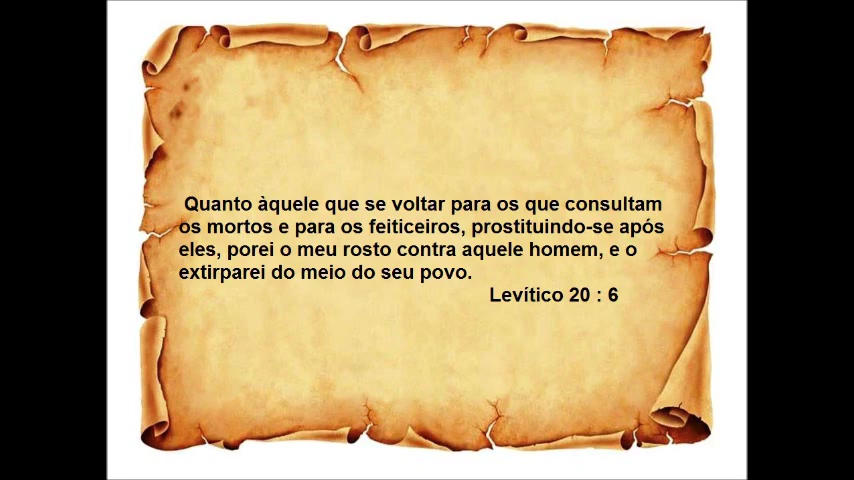 Quanto àquele que se voltar para os que consultam
os mortos e para os feiticeiros, prostituindo-se após
eles, porei o meu rosto contra aquele homem, e o
extirparei do meio do seu povo.
Levítico 20 : 6